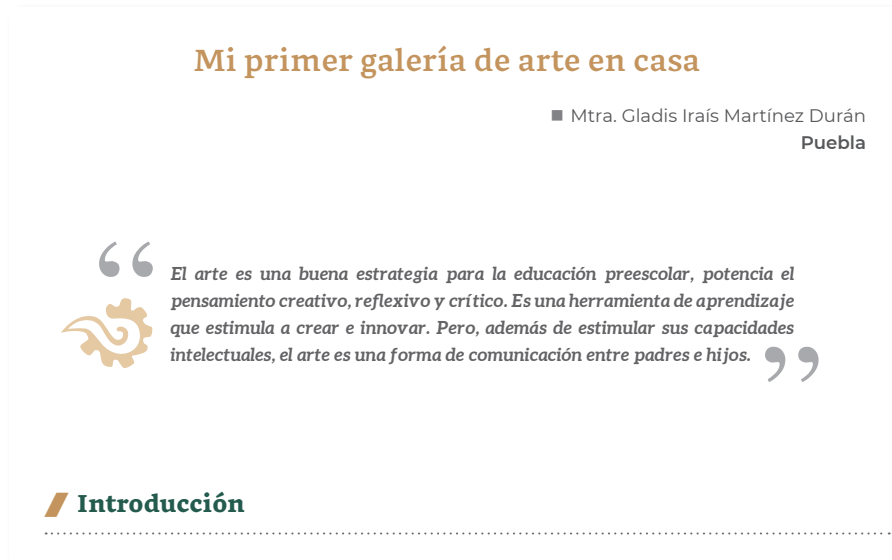 Mi primer galería de arte en casa
■ Mtra. Gladis Iraís Martínez Durán
Puebla
“ El arte es una buena estrategia para la educación preescolar, potencia el
pensamiento creativo, reflexivo y crítico. Es una herramienta de aprendizaje
que estimula a crear e innovar. Pero, además de estimular sus capacidades
intelectuales, el arte es una forma de comunicación entre padres e hijos. ”
Introducción